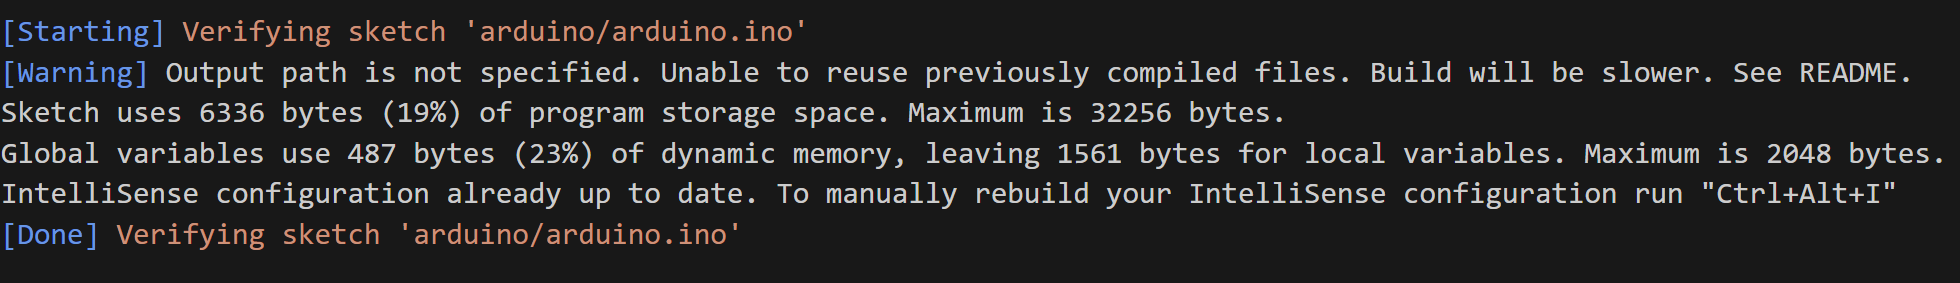 [Starting] Verifying sketch 'arduino/arduino.ino'
[Warning] Output path is not specified. Unable to reuse previously compiled files. Build will be slower. See README.
Sketch uses 6336 bytes (19%) of program storage space. Maximum is 32256 bytes.
Global variables use 487 bytes (23%) of dynamic memory, leaving 1561 bytes for local variables. Maximum is 2048 bytes.
IntelliSense configuration already up to date. To manually rebuild your IntelliSense configuration run "Ctrl+Alt+I"
[Done] Verifying sketch 'arduino/arduino.ino'